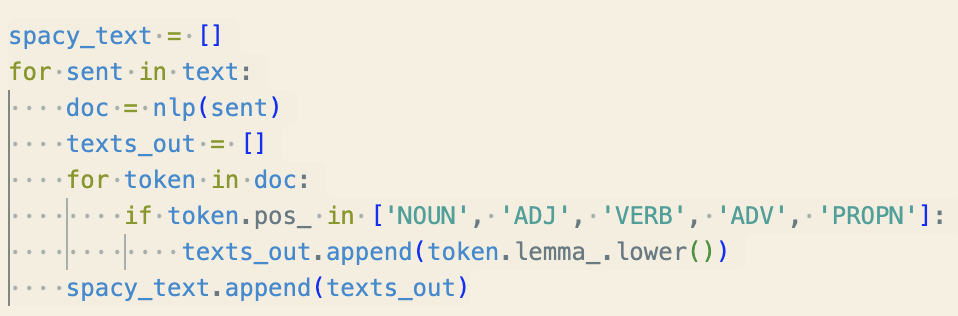 spacy_text = []
for sent in text:
    doc = nlp(sent)
    texts_out = []
    for token in doc:
        if token.pos_ in ['NOUN', 'ADJ', 'VERB', 'ADV', 'PROPN']:
            texts_out.append(token.lemma_.lower())
    spacy_text.append(texts_out)